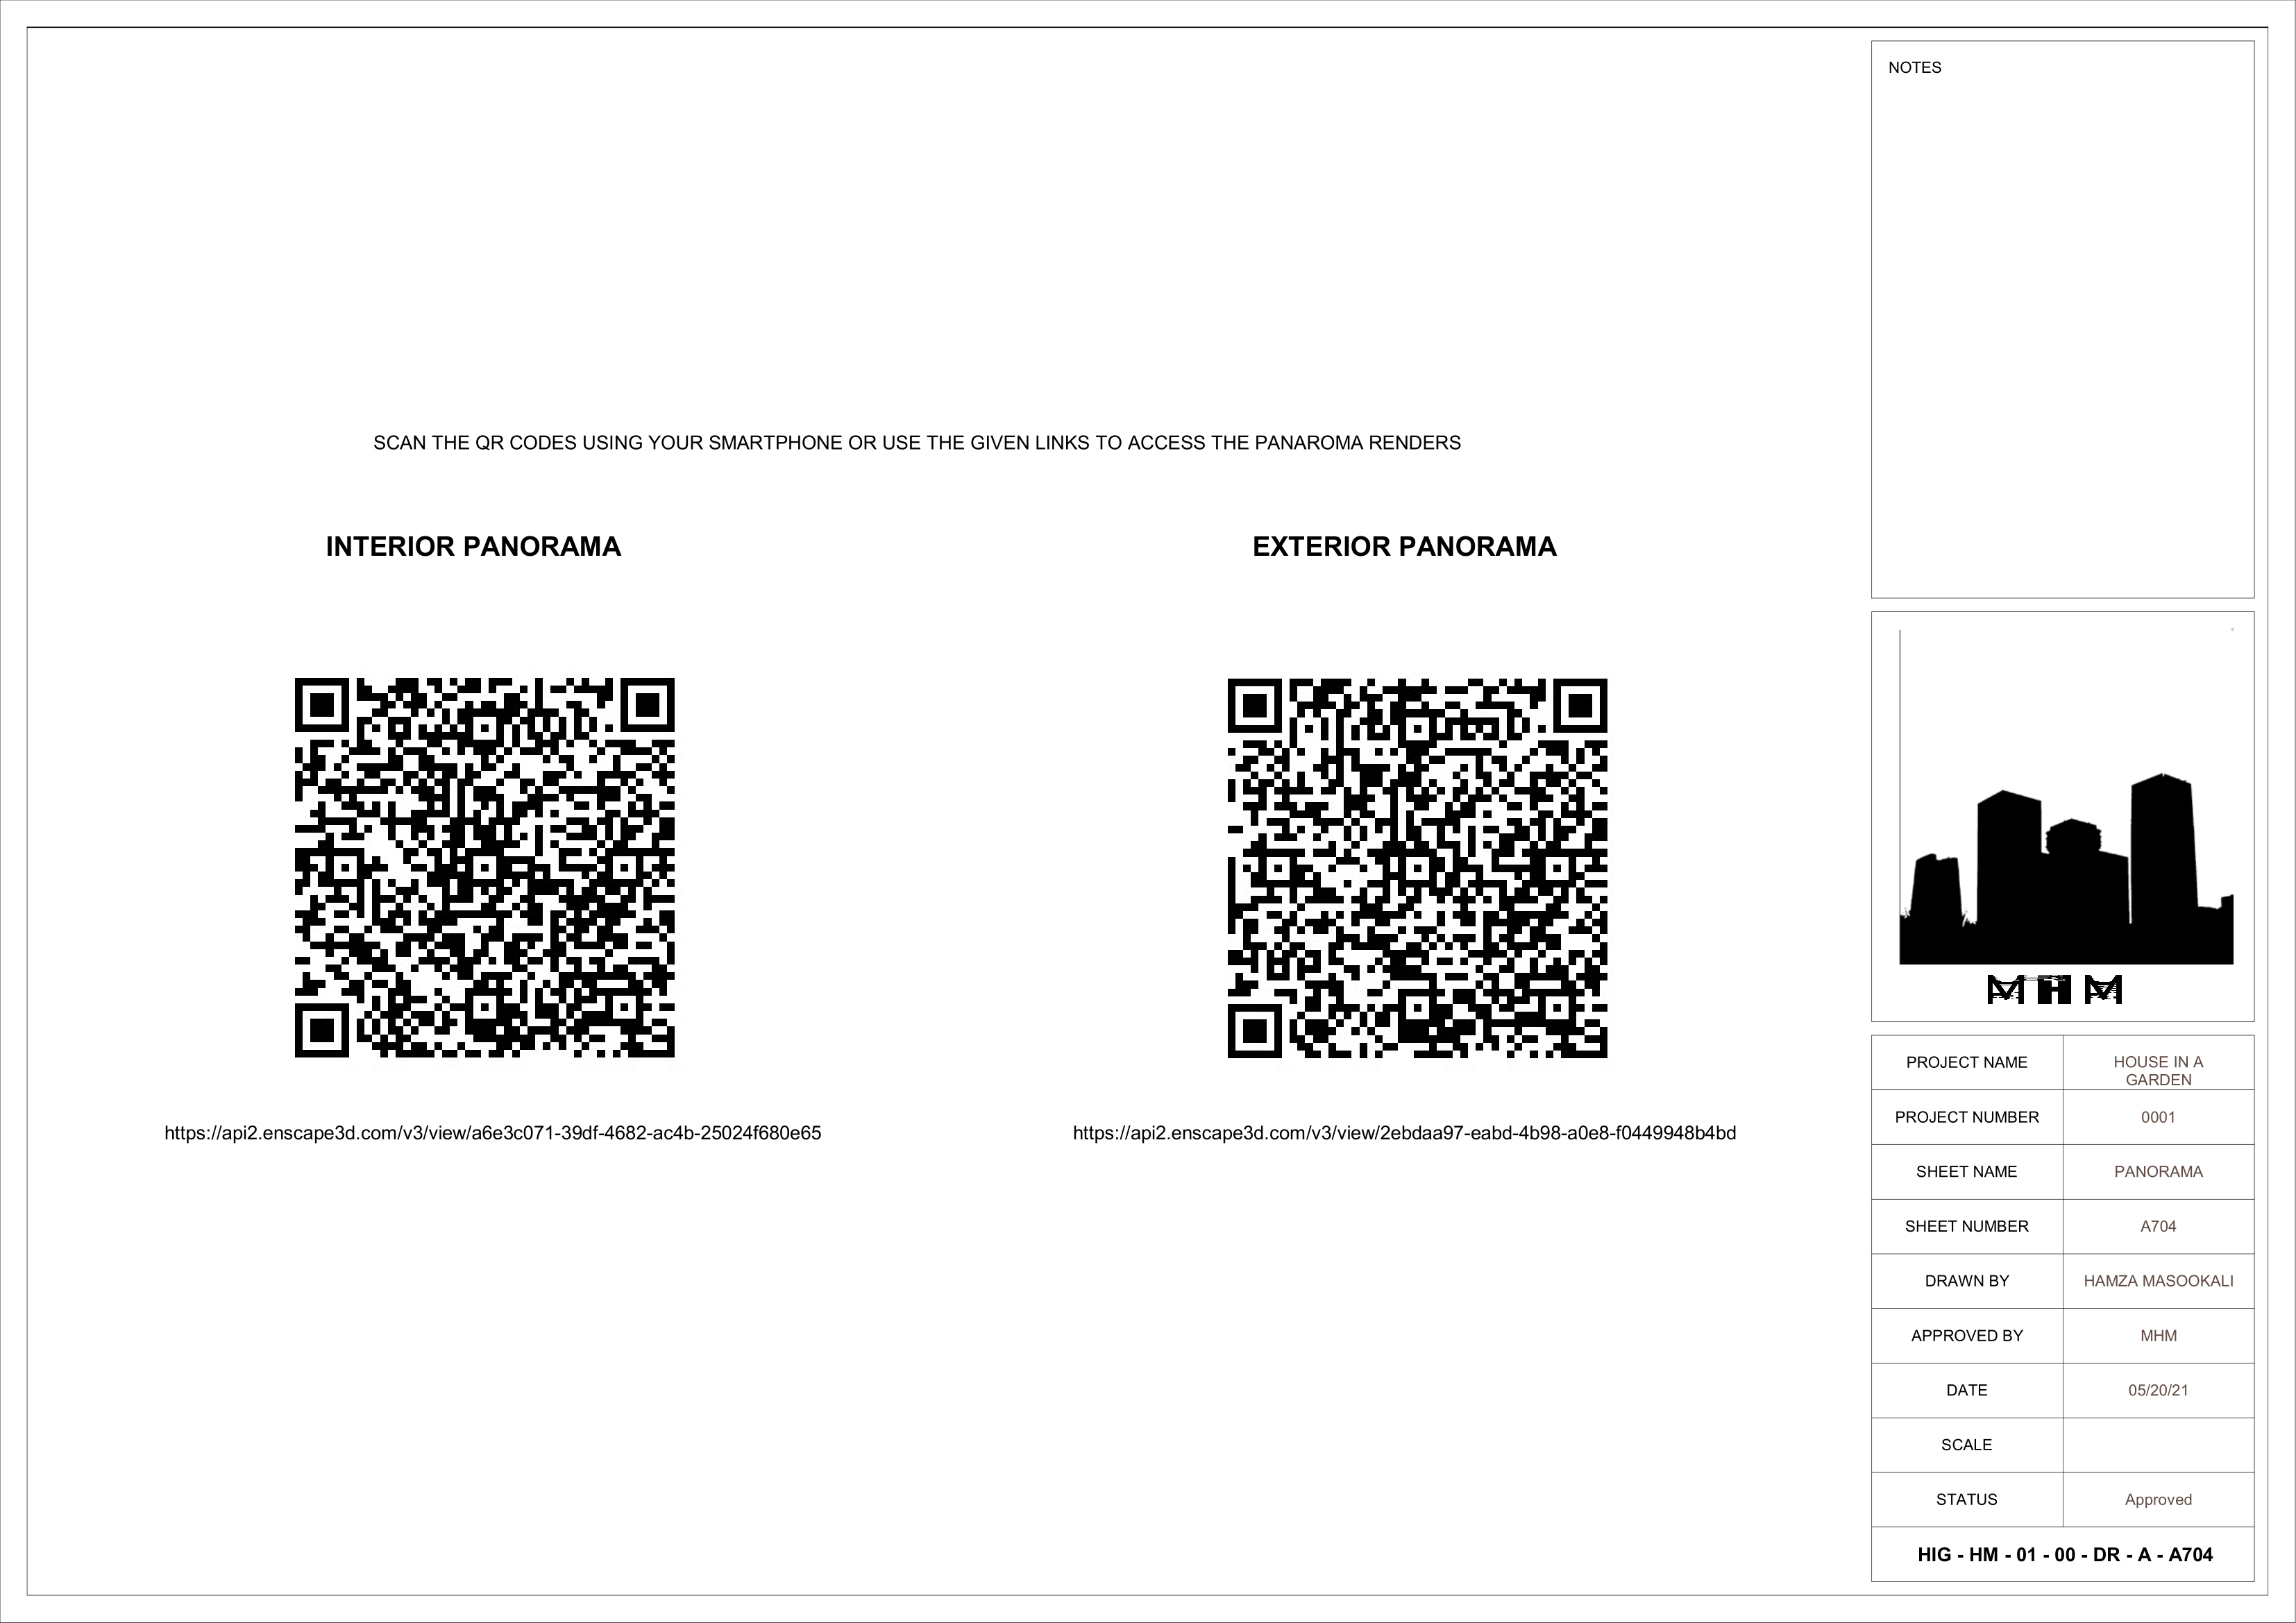 NOTES
SCAN THE QR CODES USING YOUR SMARTPHONE OR USE THE GIVEN LINKS TO ACCESS THE PANAROMA RENDERS
INTERIOR PANORAMA
EXTERIOR PANORAMA
https://api2.enscape3d.com/v3/view/a6e3c071-39df-4682-ac4b-25024f680e65
https://api2.enscape3d.com/v3/view/2ebdaa97-eabd-4b98-a0e8-f0449948b4bd
MHM
PROJECT NAME HOUSE IN A
GARDEN
PROJECT NUMBER 0001
SHEET NAME PANORAMA
SHEET NUMBER A704
DRAWN BY HAMZA MASOOKALI
APPROVED BY MHM
DATE 05/20/21
SCALE
STATUS Approved
HIG - HM - 01 - 00 - DR - A - A704